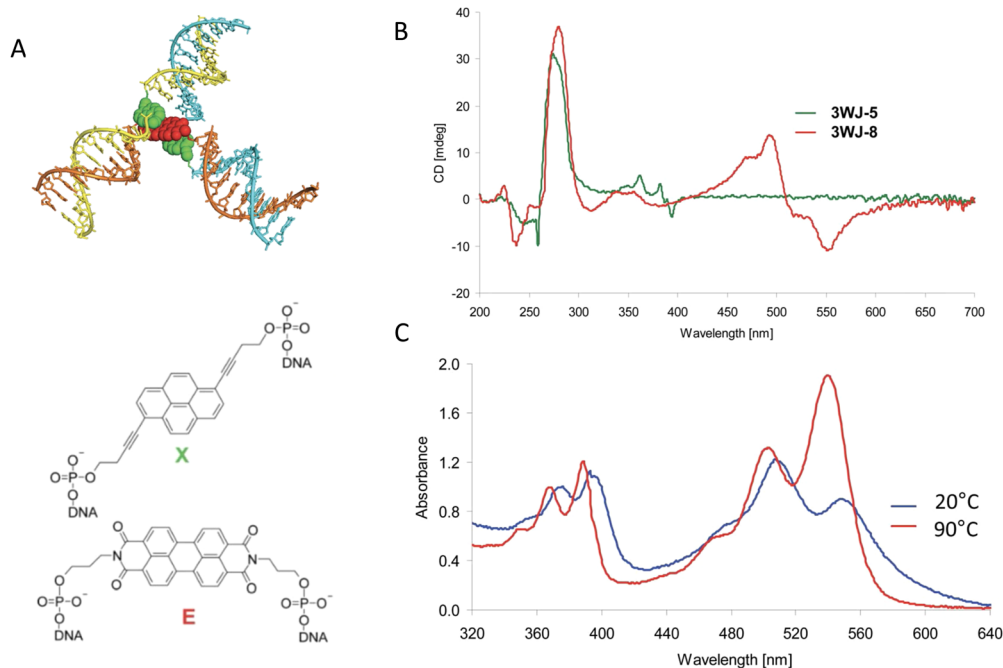 A
B
CD [mdeg]
40
30
20
10
0
-10
-20
200 250 300 350 400 450 500 550 600 650 700
Wavelength [nm]
3WJ-5
3WJ-8
O⁻
O–P=O
O
DNA
O⁻
O=P–O
O
DNA
X
O
O
N
N
O
O
O
O
O=P–O⁻
O
DNA
O⁻
O=P–O
O
DNA
E
C
Absorbance
2.0
1.6
1.2
0.8
0.4
0.0
320 360 400 440 480 520 560 600 640
Wavelength [nm]
20°C
90°C